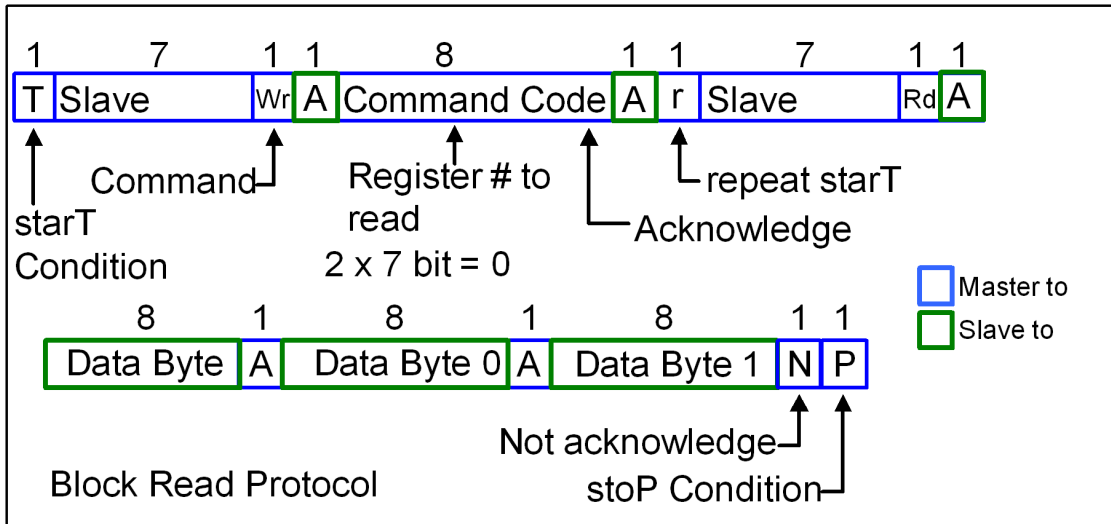 1 7 1 1 8 1 1 7 1 1
T Slave Wr A Command Code A r Slave Rd A
Command
Register # to
read
2 x 7 bit = 0
repeat starT
Acknowledge
starT
Condition
Master to
Slave to
8 1 8 1 8 1 1
Data Byte A Data Byte 0 A Data Byte 1 N P
Not acknowledge
stoP Condition
Block Read Protocol